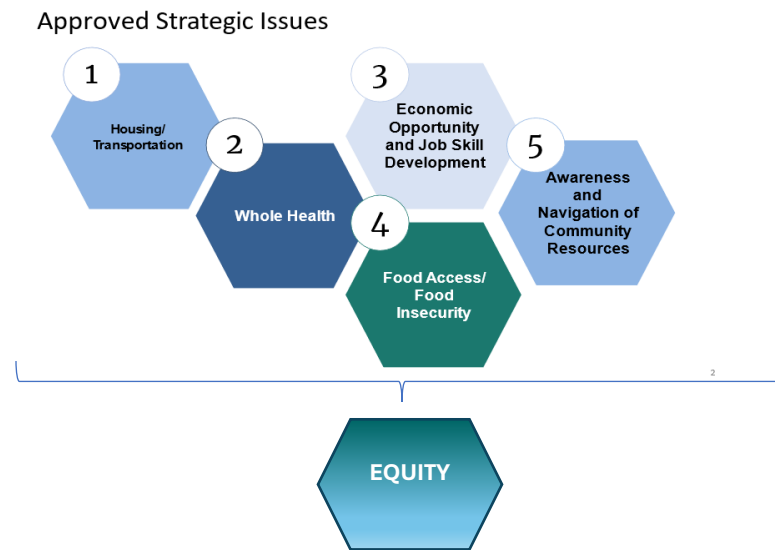 Approved Strategic Issues
1
Housing/
Transportation
2
Whole Health
3
Economic
Opportunity
and Job Skill
Development
4
Food Access/
Food
Insecurity
5
Awareness
and
Navigation of
Community
Resources
2
EQUITY